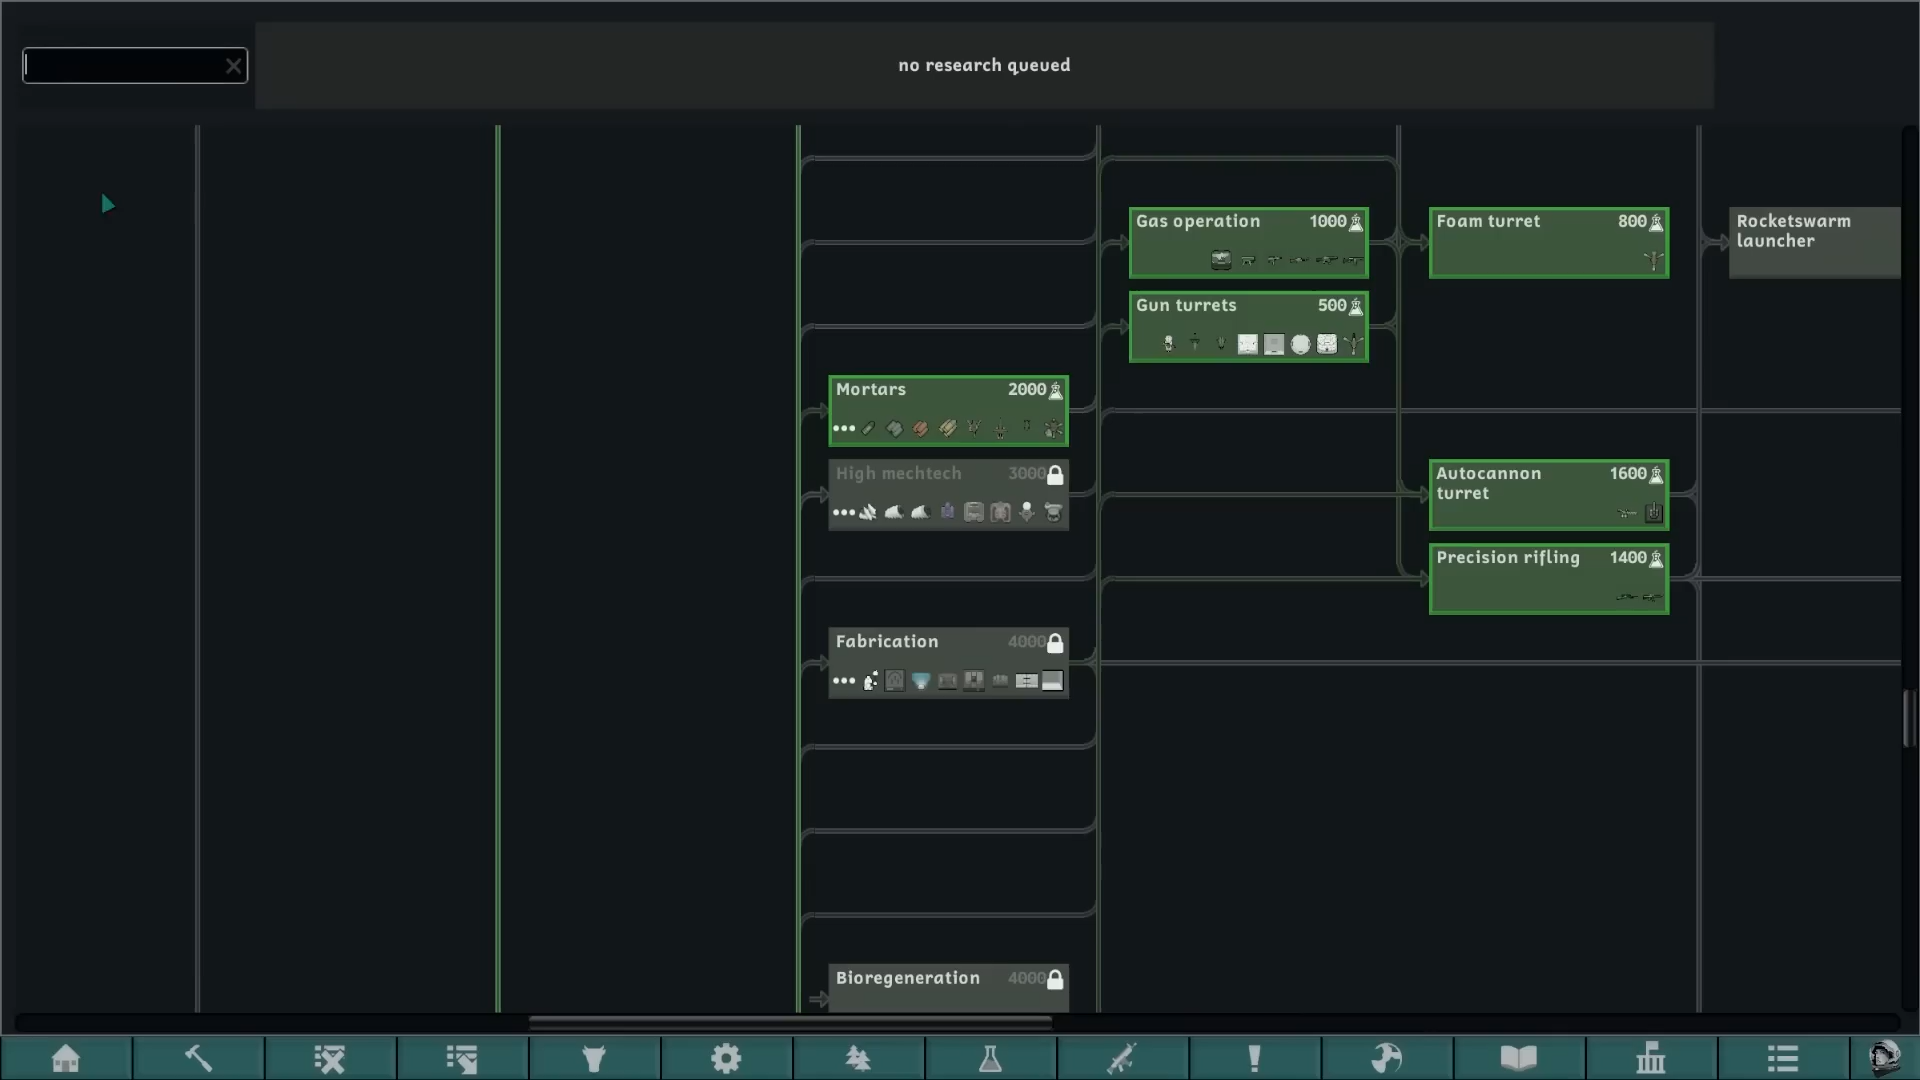 no research queued
Gas operation 1000
Foam turret 800
Rocketswarm
launcher
Gun turrets 500
Mortars 2000
High mechtech 3000
Autocannon 1600
turret
Precision rifling 1400
Fabrication 4000
Bioregeneration 4000